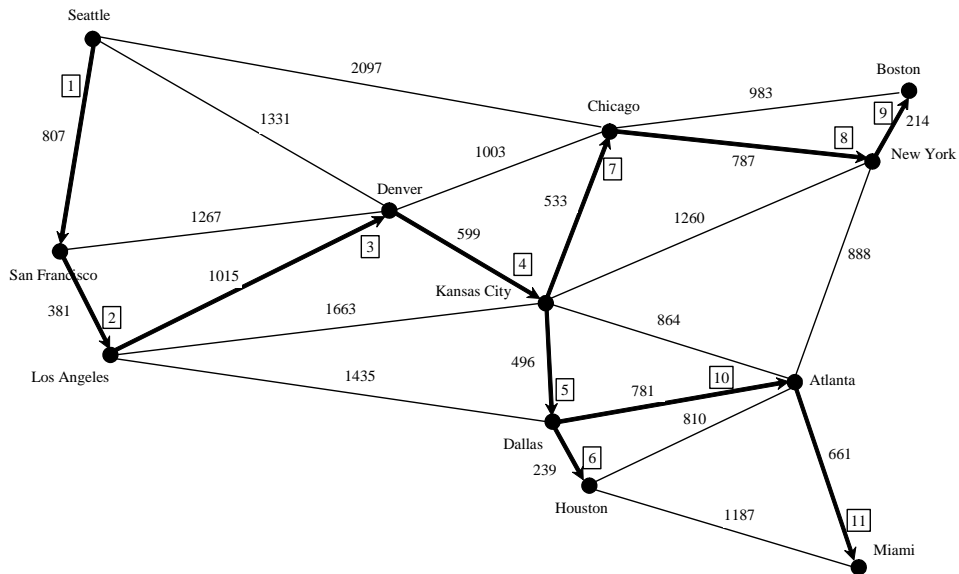 Seattle
1
2097
Boston
983
Chicago
9
214
807
1331
8
New York
1003
787
7
Denver
1267
533
1260
599
3
4
888
San Francisco
1015
Kansas City
381
2
1663
864
496
Los Angeles
1435
5
781
10
Atlanta
810
Dallas
6
239
661
Houston
1187
11
Miami